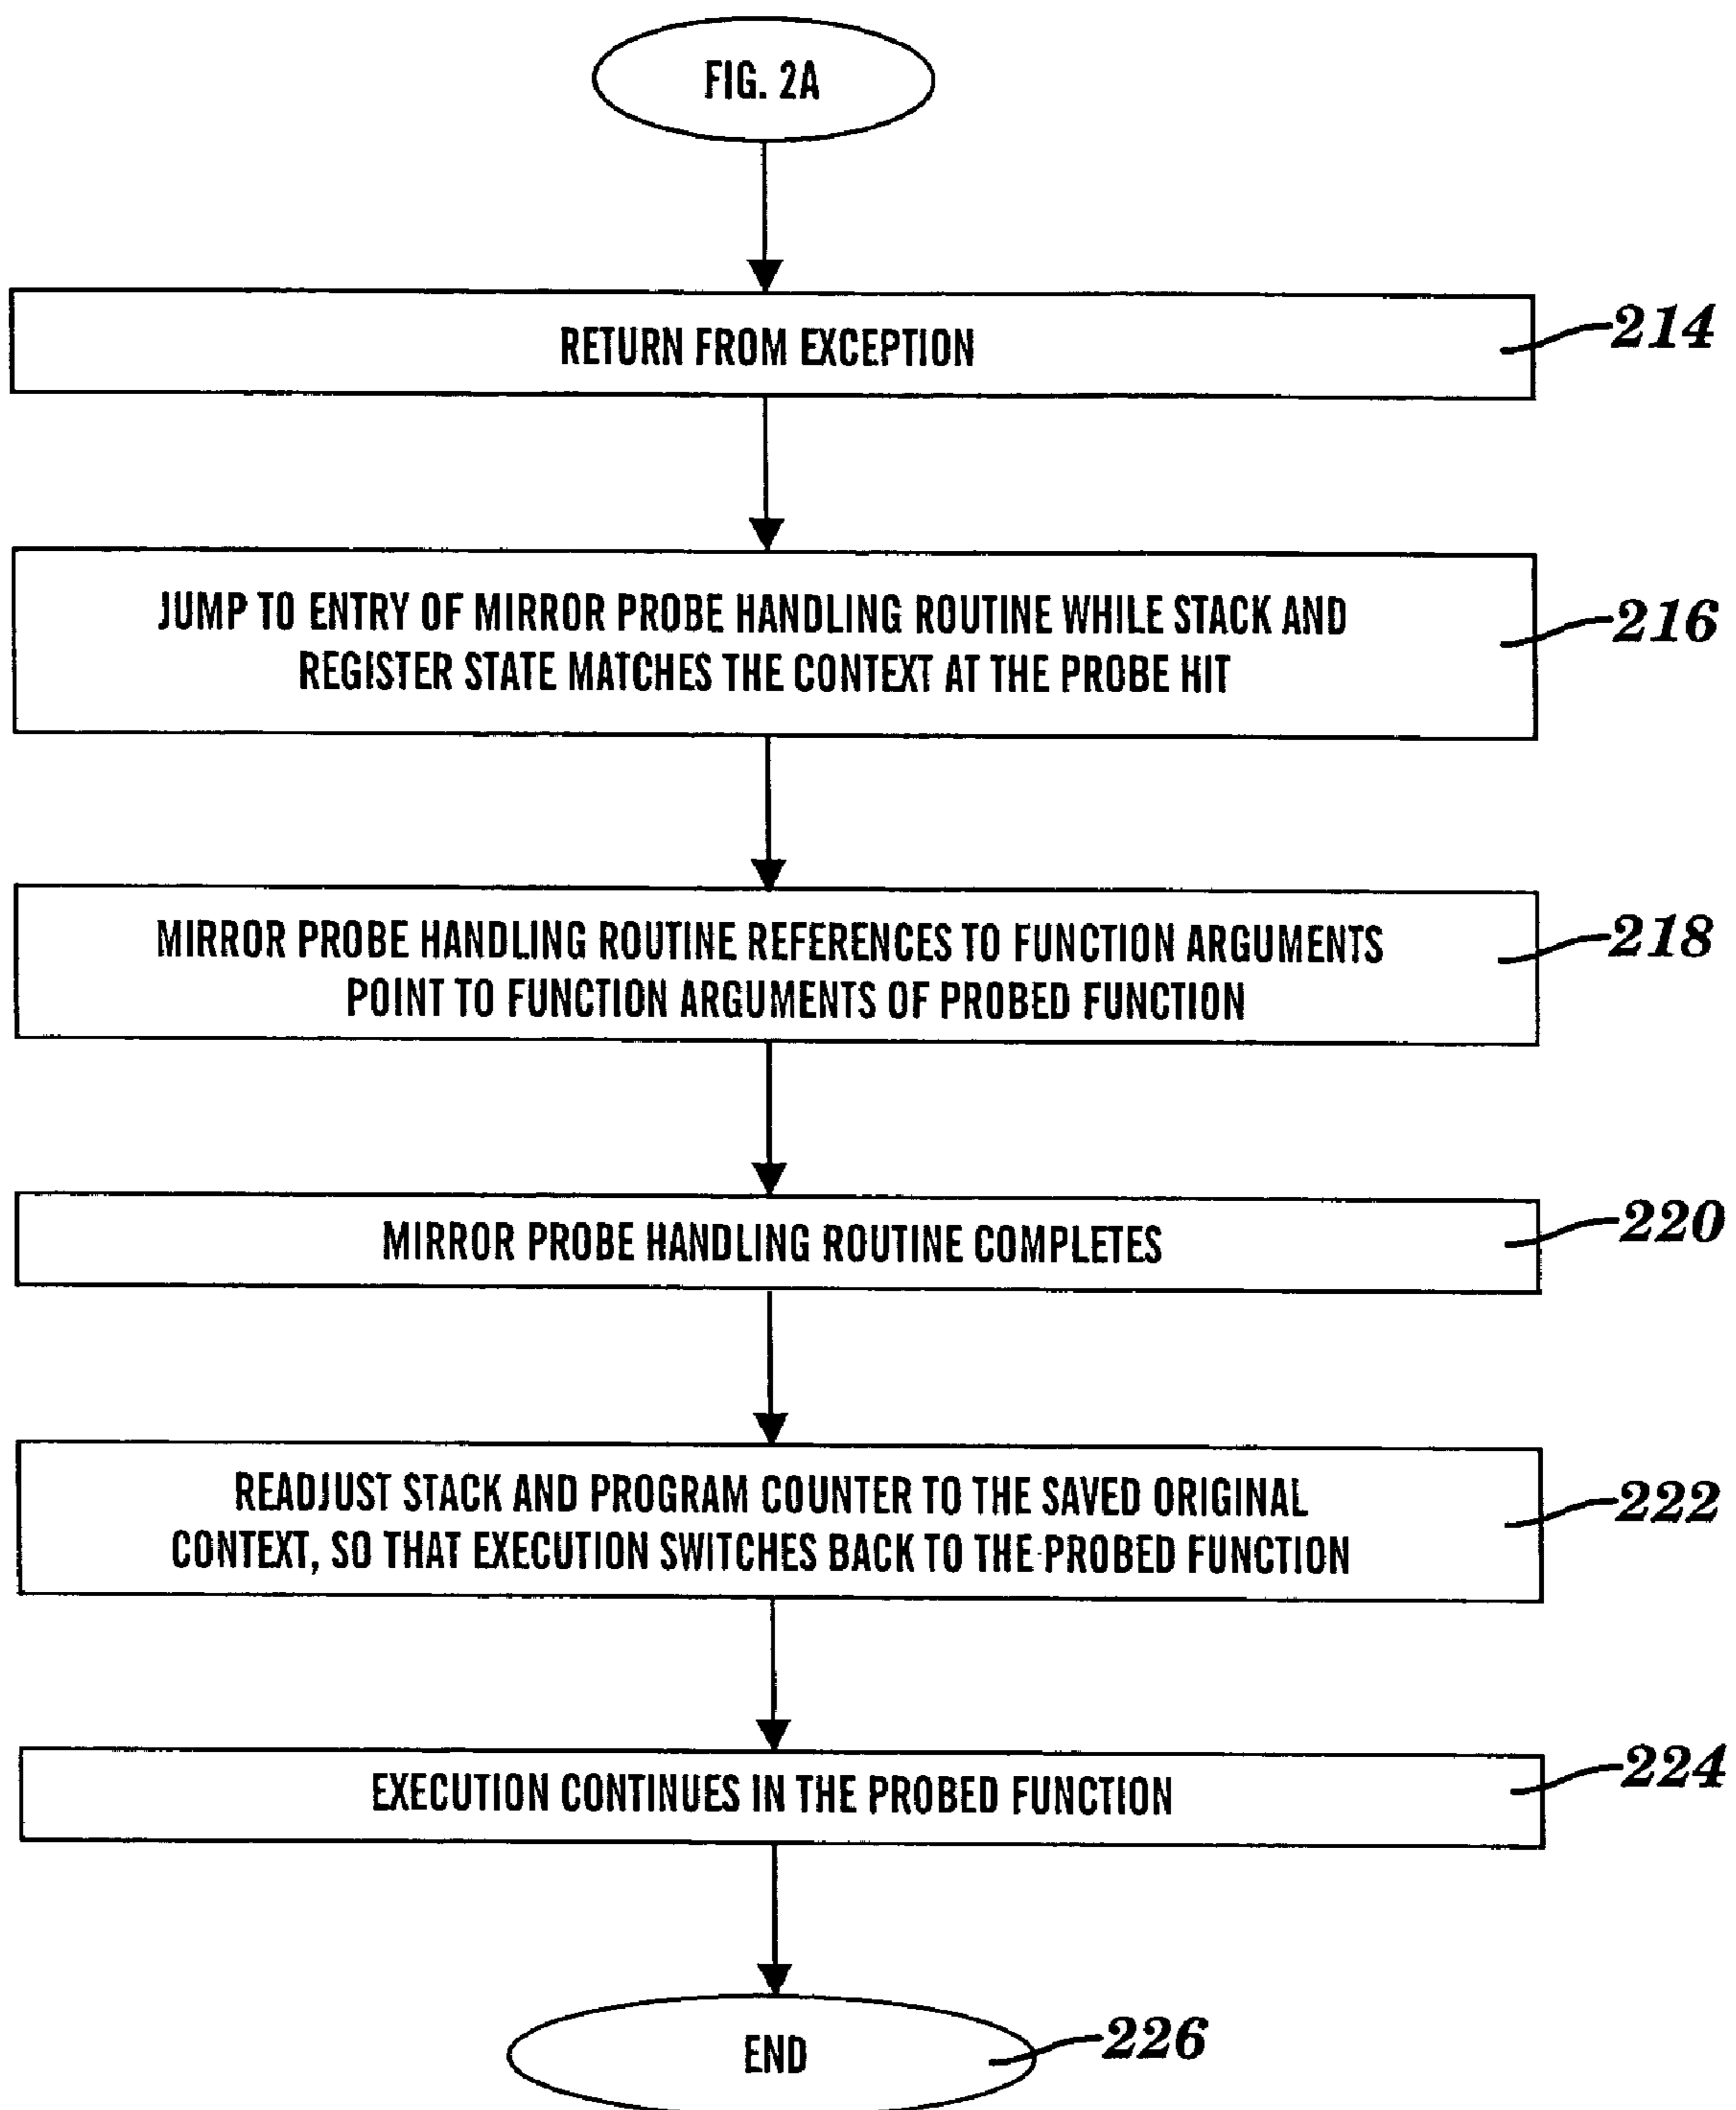 FIG. 2A
RETURN FROM EXCEPTION
214
JUMP TO ENTRY OF MIRROR PROBE HANDLING ROUTINE WHILE STACK AND
REGISTER STATE MATCHES THE CONTEXT AT THE PROBE HIT
216
MIRROR PROBE HANDLING ROUTINE REFERENCES TO FUNCTION ARGUMENTS
POINT TO FUNCTION ARGUMENTS OF PROBED FUNCTION
218
MIRROR PROBE HANDLING ROUTINE COMPLETES
220
READJUST STACK AND PROGRAM COUNTER TO THE SAVED ORIGINAL
CONTEXT, SO THAT EXECUTION SWITCHES BACK TO THE PROBED FUNCTION
222
EXECUTION CONTINUES IN THE PROBED FUNCTION
224
END
226